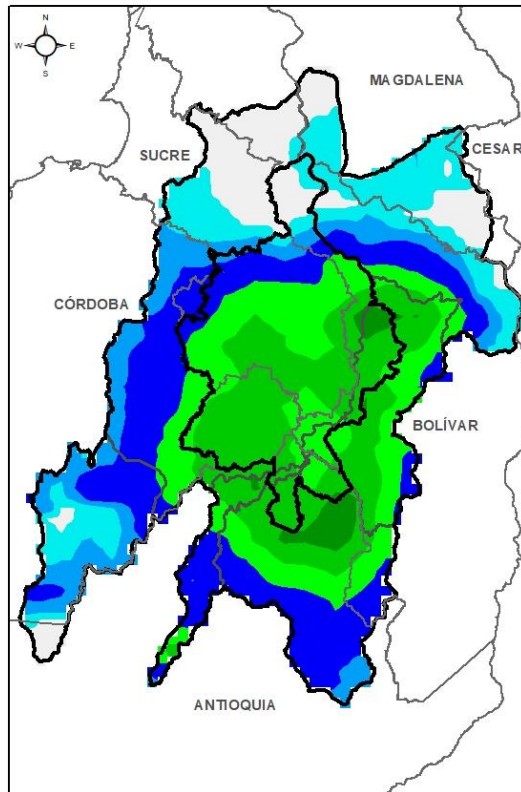 N
W E
S
MAGDALENA
CESAR
SUCRE
CÓRDOBA
BOLÍVAR
ANTIOQUIA